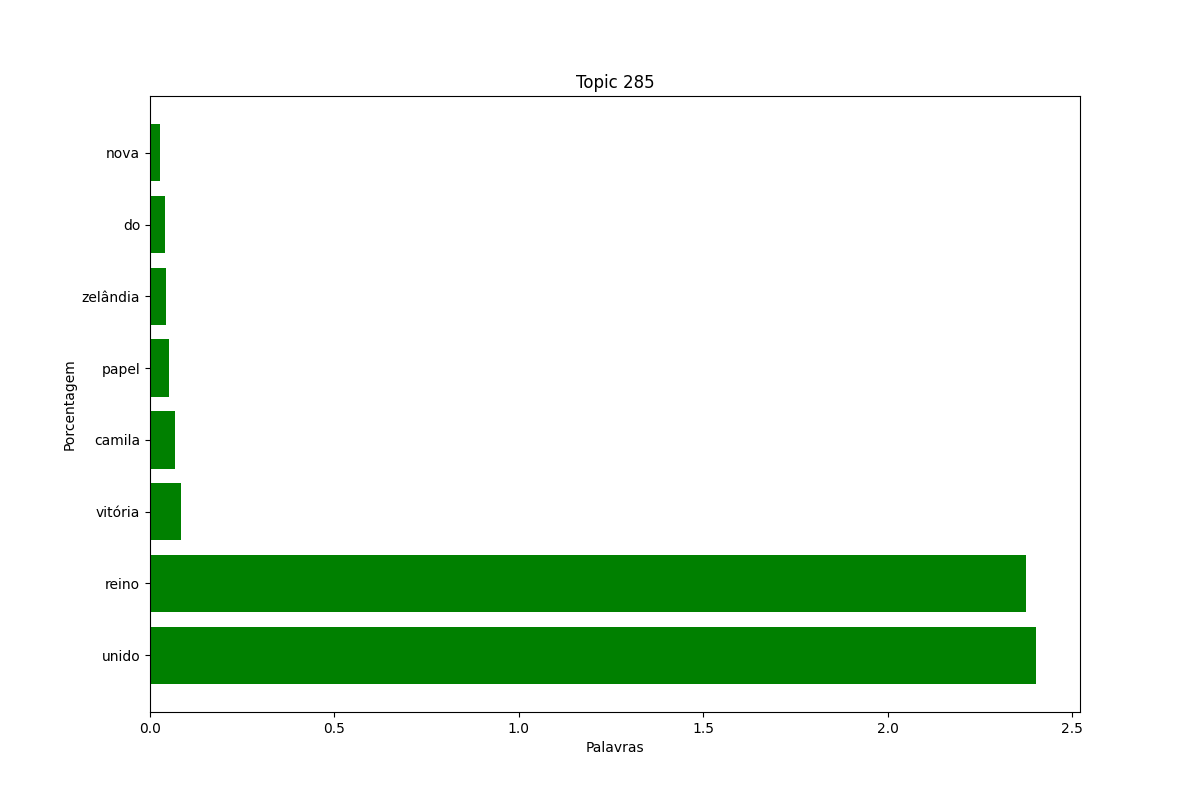 Topic 285
nova
do
zelândia
papel
camila
vitória
reino
unido
Porcentagem
0.0 0.5 1.0 1.5 2.0 2.5
Palavras